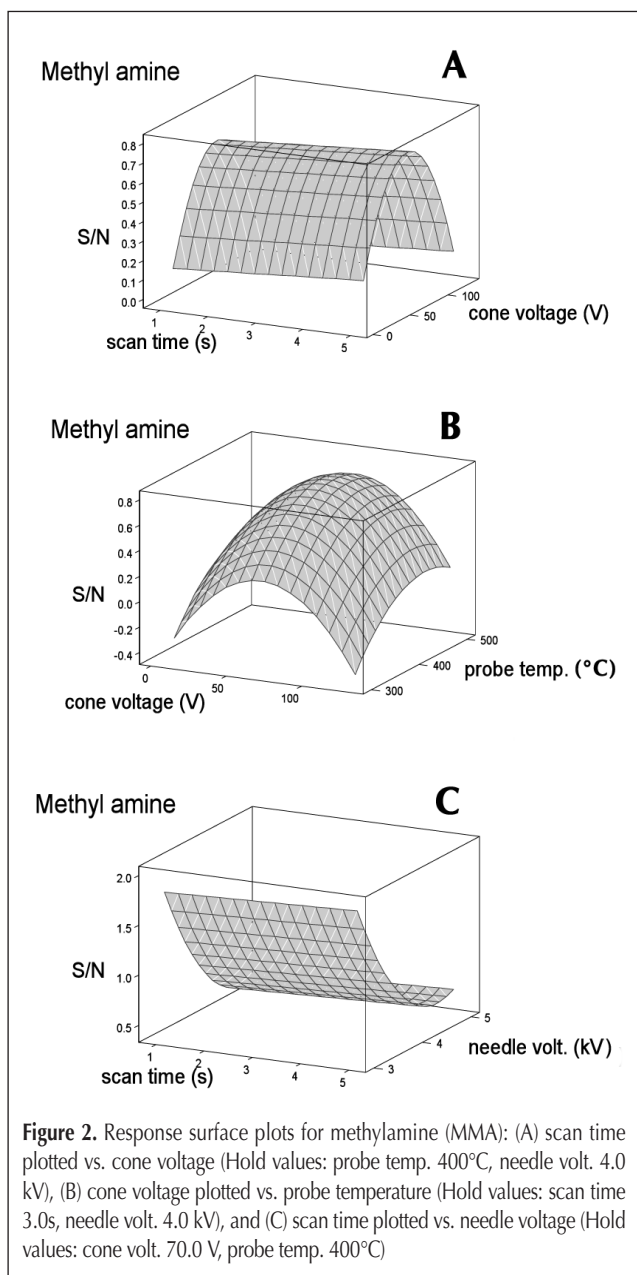 Methyl amine
A
0.8
0.7
0.6
0.5
S/N
0.4
0.3
0.2
0.1
0.0
1
2
3
4
5
scan time (s)
0
50
100
cone voltage (V)
Methyl amine
B
0.8
0.6
0.4
0.2
S/N
0.0
-0.2
-0.4
0
50
100
cone voltage (V)
300
400
500
probe temp. (°C)
Methyl amine
C
2.0
1.5
S/N
1.0
0.5
1
2
3
4
5
scan time (s)
3
4
5
needle volt. (kV)
Figure 2. Response surface plots for methylamine (MMA): (A) scan time
plotted vs. cone voltage (Hold values: probe temp. 400°C, needle volt. 4.0
kV), (B) cone voltage plotted vs. probe temperature (Hold values: scan time
3.0s, needle volt. 4.0 kV), and (C) scan time plotted vs. needle voltage (Hold
values: cone volt. 70.0 V, probe temp. 400°C)